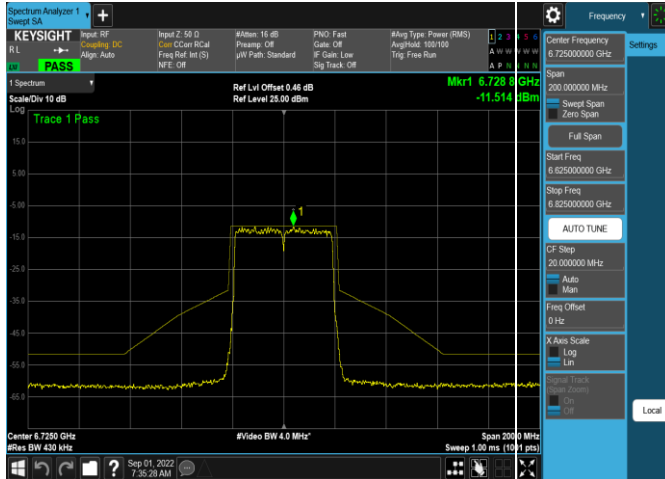 Spectrum Analyzer 1
Swept SA
+
Frequency
KEYSIGHT
RL
PASS
Input: RF
Coupling: DC
Align: Auto
Input Z: 50 Ω
Corr CCorr RCal
Freq Ref: Int (S)
NFE: Off
#Atten: 16 dB
Preamp: Off
µW Path: Standard
PNO: Fast
Gate: Off
IF Gain: Low
Sig Track: Off
#Avg Type: Power (RMS)
Avg|Hold: 100/100
Trig: Free Run
1 2 3 4 5 6
A W W W W W
A P N N N N
1 Spectrum
Scale/Div 10 dB
Log
Ref Lvl Offset 0.46 dB
Ref Level 25.00 dBm
Mkr1 6.728 8 GHz
-11.514 dBm
Trace 1 Pass
15.0
5.00
-5.00
-15.0
-25.0
-35.0
-45.0
-55.0
-65.0
1
Center 6.7250 GHz
#Res BW 430 kHz
#Video BW 4.0 MHz*
Span 200.0 MHz
Sweep 1.00 ms (1001 pts)
Sep 01, 2022
7:35:28 AM
?
Center Frequency
6.725000000 GHz
Settings
Span
200.000000 MHz
Swept Span
Zero Span
Full Span
Start Freq
6.625000000 GHz
Stop Freq
6.825000000 GHz
AUTO TUNE
CF Step
20.000000 MHz
Auto
Man
Freq Offset
0 Hz
X Axis Scale
Log
Lin
Signal Track
(Span Zoom)
On
Off
Local